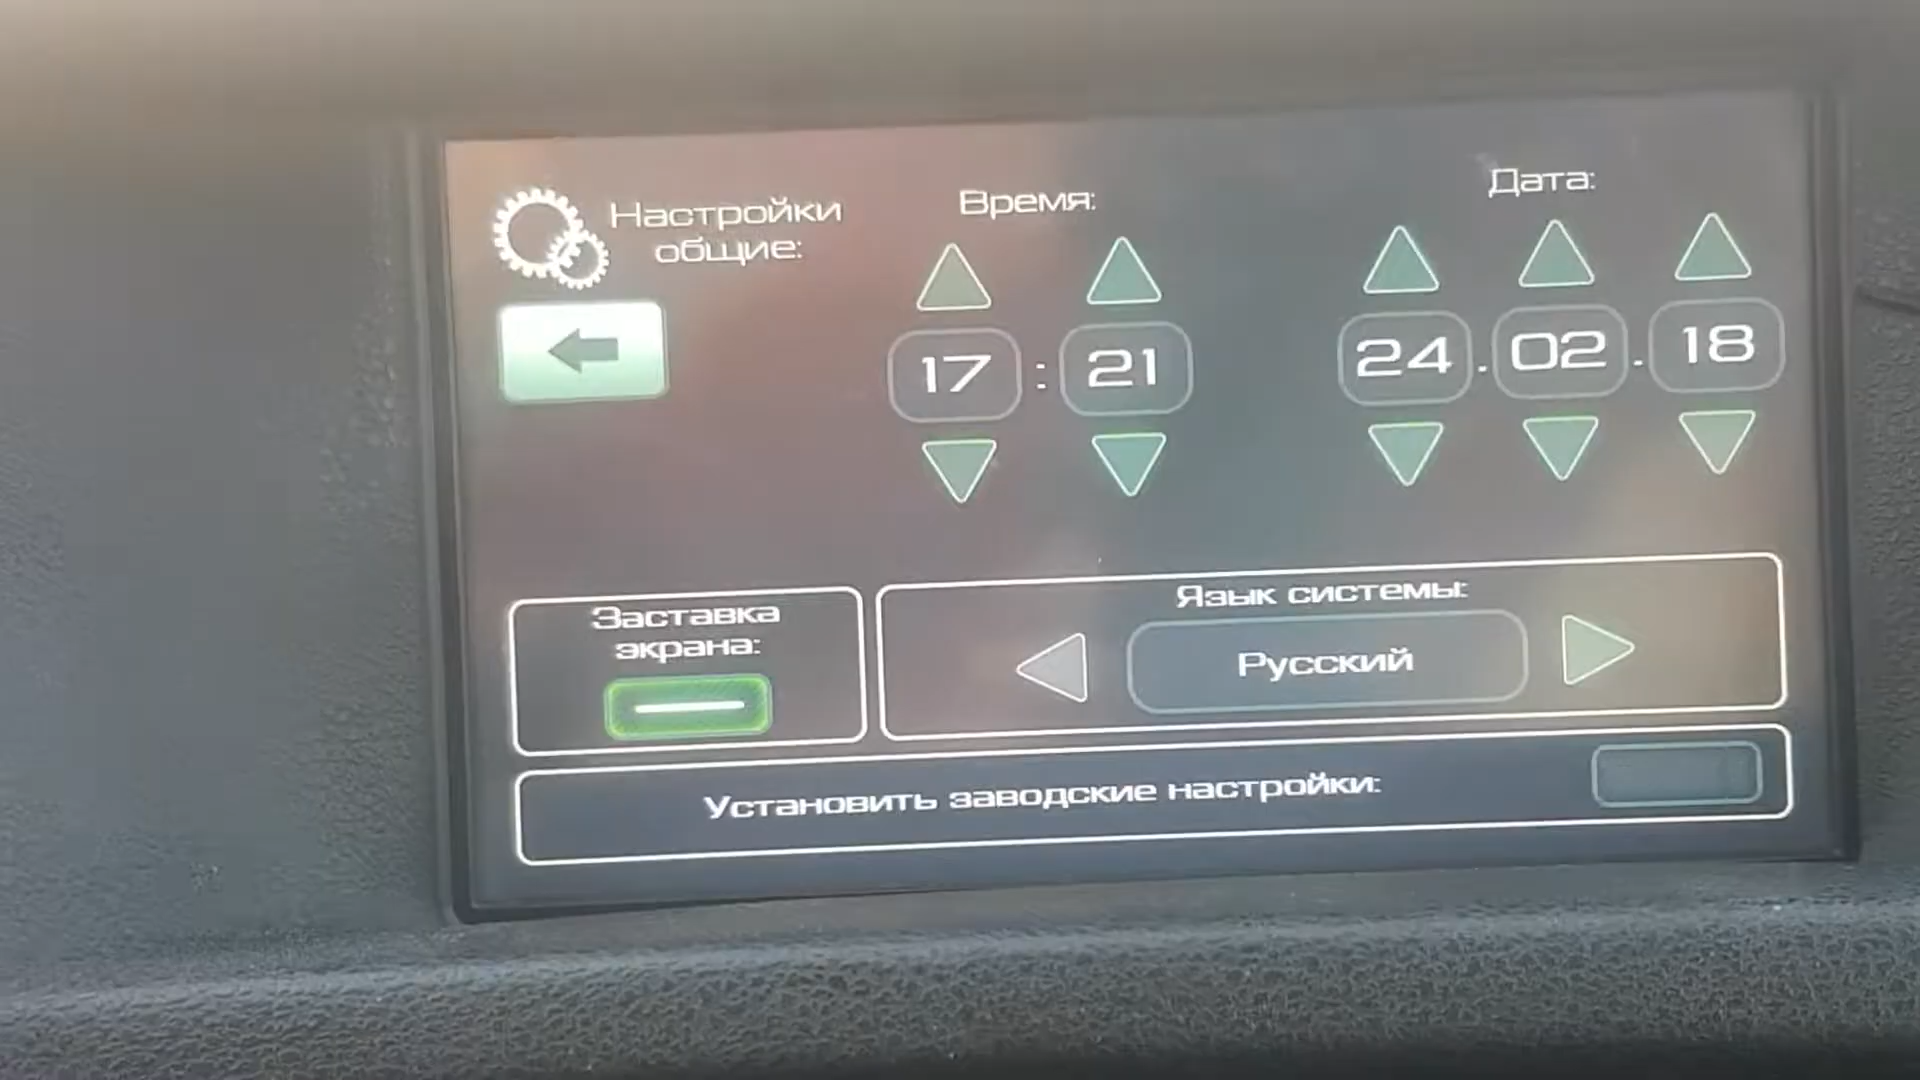 Настройки
общие:
Время:
17 : 21
Дата:
24 . 02 . 18
Заставка
экрана:
Язык системы:
Русский
Установить заводские настройки: